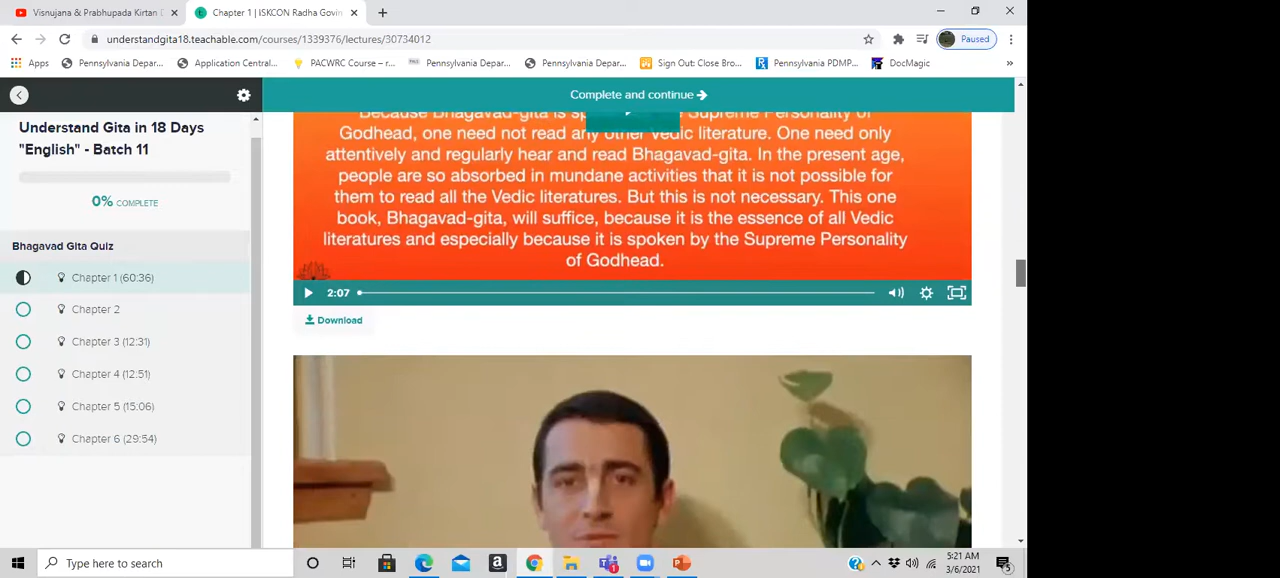 Visnujana & Prabhupada Kirtan
Chapter 1 | ISKCON Radha Govin
understandgita18.teachable.com/courses/1339376/lectures/30734012
Paused
Apps
Pennsylvania Depar...
Application Central...
PACWRC Course – r...
Pennsylvania Depar...
Pennsylvania Depar...
Sign Out: Close Bro...
Pennsylvania PDMP...
DocMagic
»
Complete and continue →
Understand Gita in 18 Days
"English" - Batch 11
0% COMPLETE
Bhagavad Gita Quiz
Chapter 1 (60:36)
Chapter 2
Chapter 3 (12:31)
Chapter 4 (12:51)
Chapter 5 (15:06)
Chapter 6 (29:54)
Because Bhagavad-gita is sp Supreme Personality of
Godhead, one need not read any other Vedic literature. One need only
attentively and regularly hear and read Bhagavad-gita. In the present age,
people are so absorbed in mundane activities that it is not possible for
them to read all the Vedic literatures. But this is not necessary. This one
book, Bhagavad-gita, will suffice, because it is the essence of all Vedic
literatures and especially because it is spoken by the Supreme Personality
of Godhead.
2:07
Download
Type here to search
5:21 AM
3/6/2021